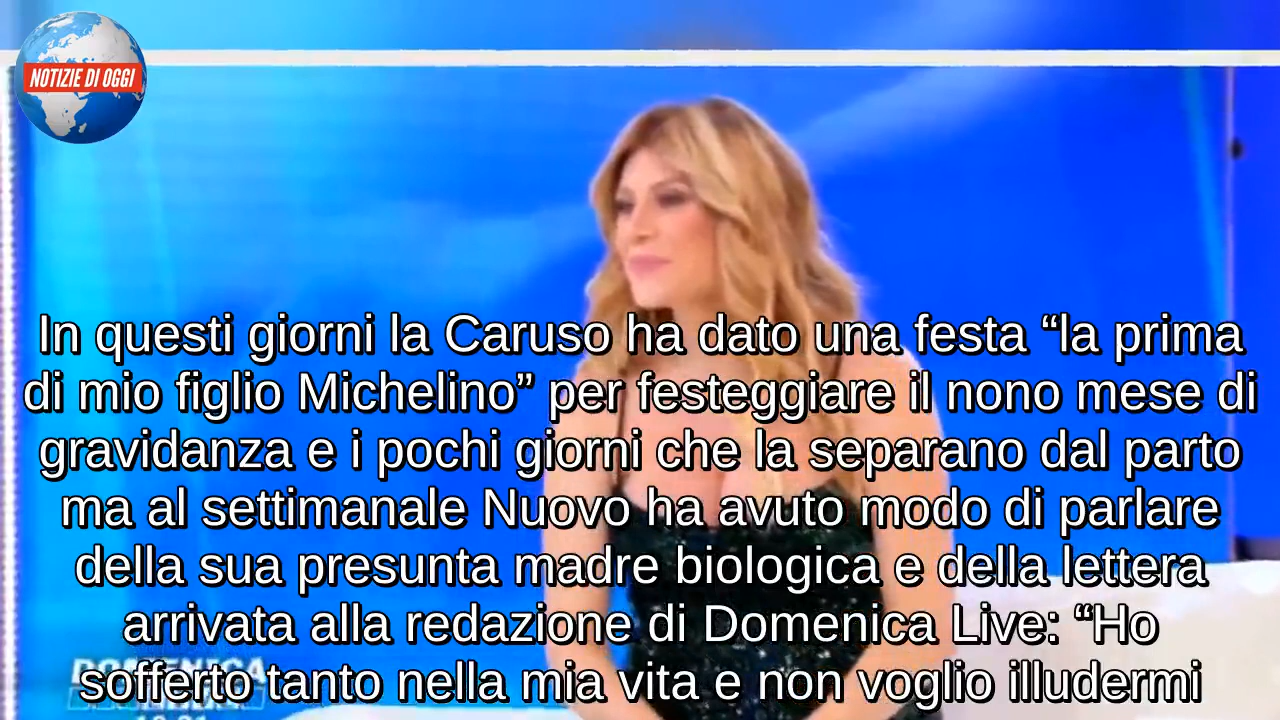 NOTIZIE DI OGGI
In questi giorni la Caruso ha dato una festa “la prima
di mio figlio Michelino” per festeggiare il nono mese di
gravidanza e i pochi giorni che la separano dal parto
ma al settimanale Nuovo ha avuto modo di parlare
della sua presunta madre biologica e della lettera
arrivata alla redazione di Domenica Live: “Ho
DOMENICA
sofferto tanto nella mia vita e non voglio illudermi